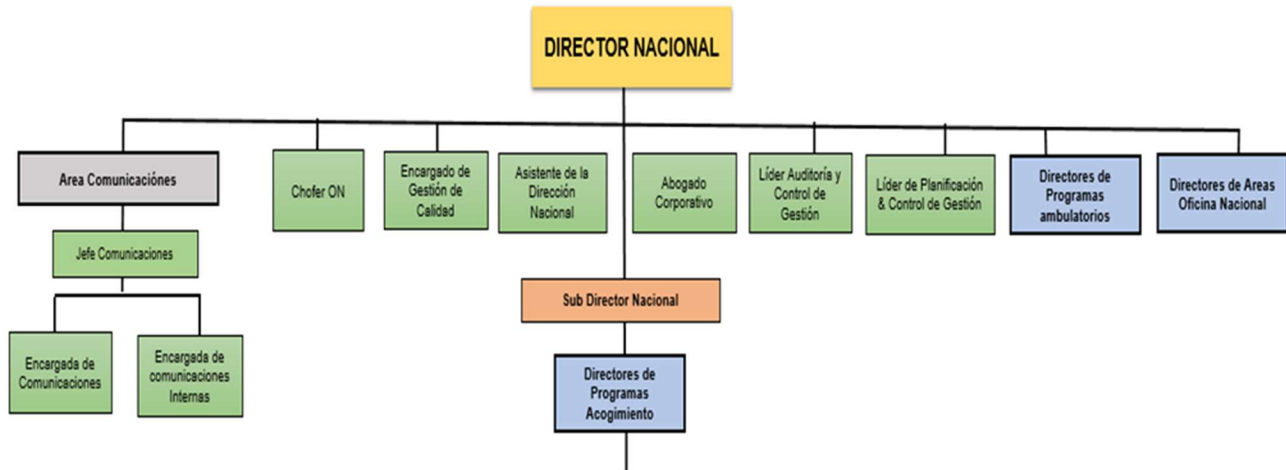 DIRECTOR NACIONAL
Area Comunicaciónes
Chofer ON
Encargado de
Gestión de
Calidad
Asistente de la
Dirección
Nacional
Abogado
Corporativo
Líder Auditoría y
Control de
Gestión
Líder de Planificación
& Control de Gestión
Directores de
Programas
ambulatorios
Directores de Areas
Oficina Nacional
Jefe Comunicaciones
Encargada de
Comunicaciones
Encargada de
comunicaciones
Internas
Sub Director Nacional
Directores de
Programas
Acogimiento